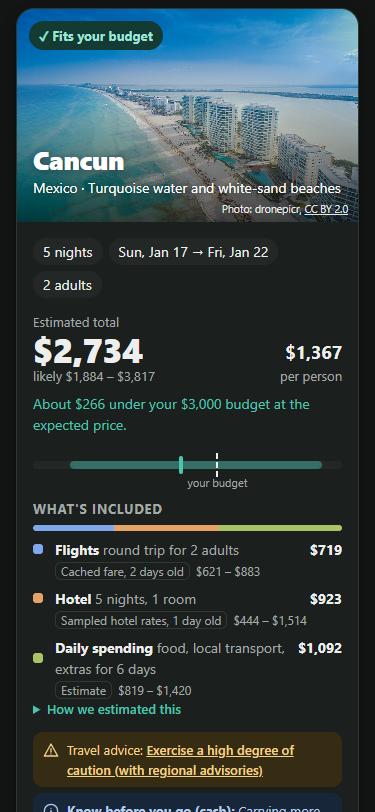 ✓ Fits your budget
Cancun
Mexico · Turquoise water and white-sand beaches
Photo: dronepicr, CC BY 2.0
5 nights
Sun, Jan 17 → Fri, Jan 22
2 adults
Estimated total
$2,734
$1,367
likely $1,884 – $3,817
per person
About $266 under your $3,000 budget at the
expected price.
your budget
WHAT'S INCLUDED
Flights round trip for 2 adults $719
Cached fare, 2 days old $621 – $883
Hotel 5 nights, 1 room $923
Sampled hotel rates, 1 day old $444 – $1,514
Daily spending food, local transport, $1,092
extras for 6 days
Estimate $819 – $1,420
▶ How we estimated this
Travel advice: Exercise a high degree of
caution (with regional advisories)
Know before you go (cash): Carrying more